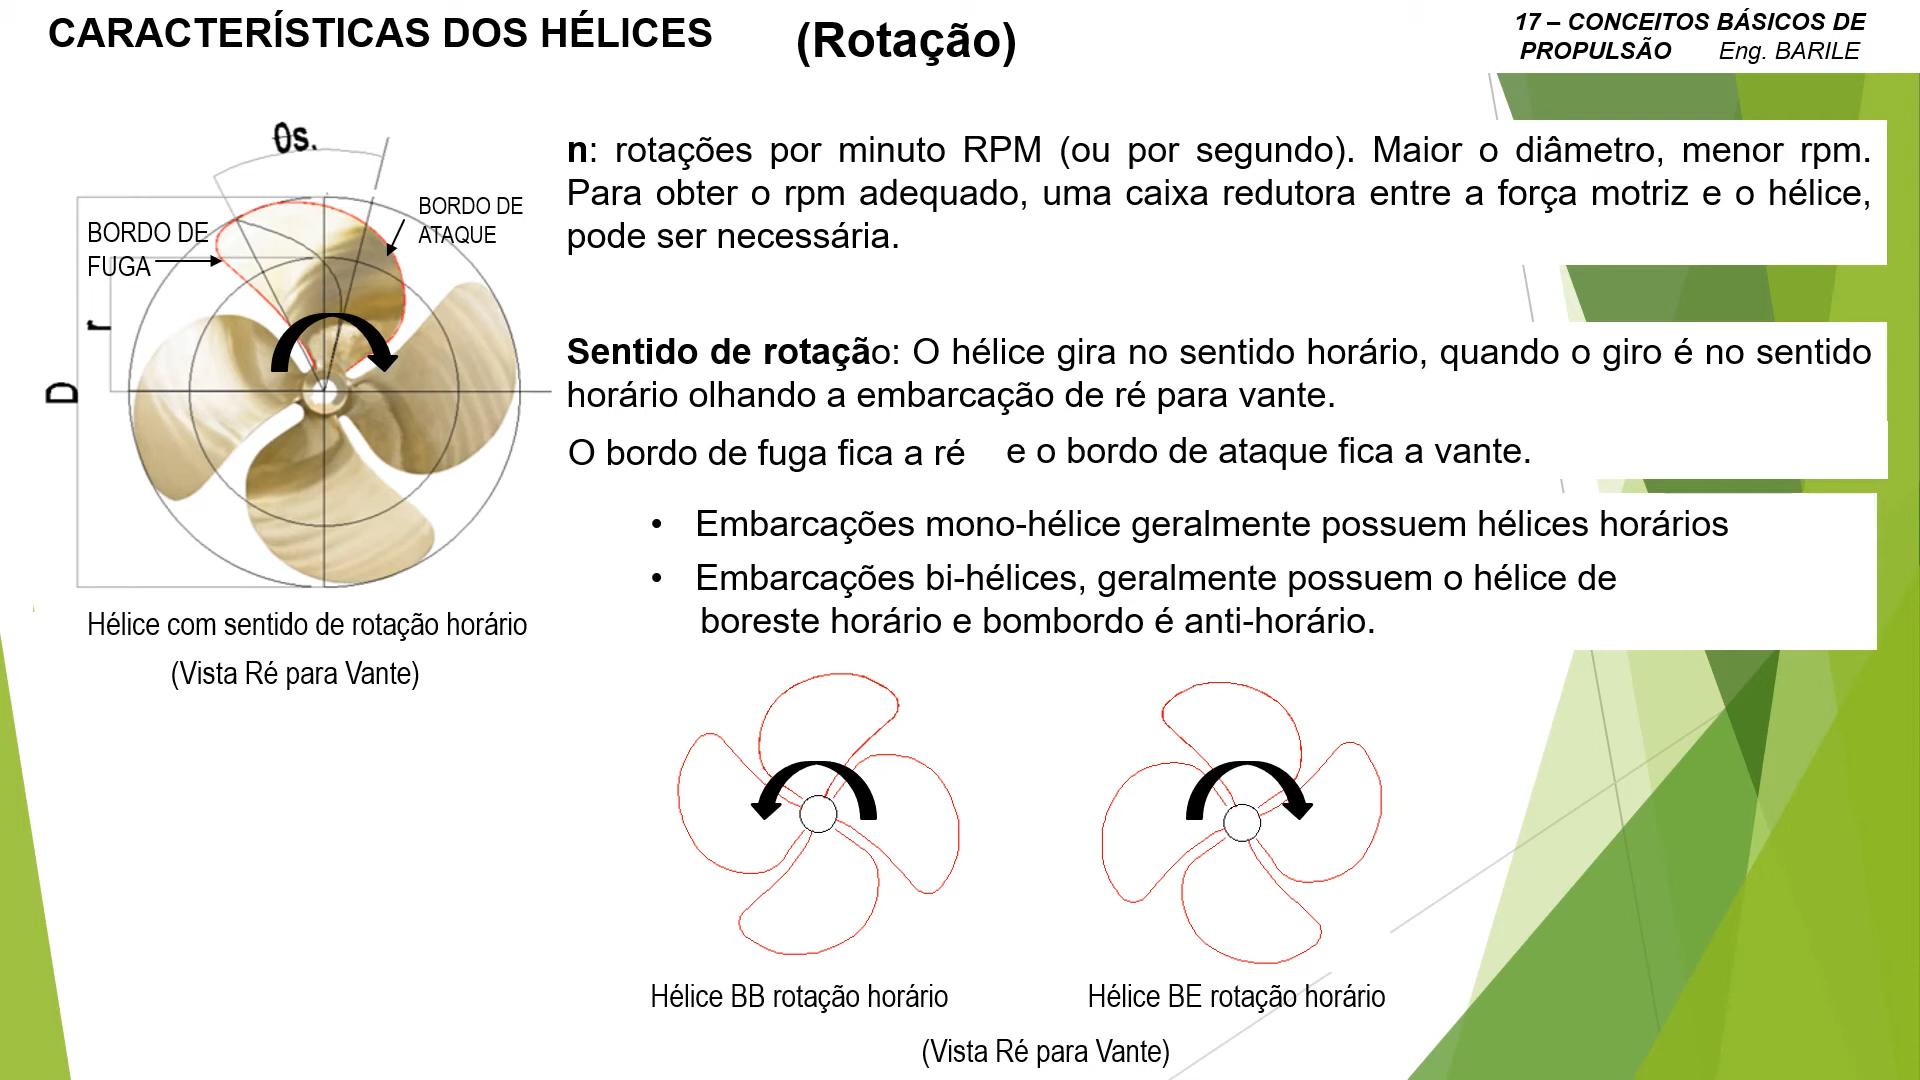 CARACTERÍSTICAS DOS HÉLICES (Rotação)
17 – CONCEITOS BÁSICOS DE
PROPULSÃO Eng. BARILE
θs.
BORDO DE
FUGA
BORDO DE
ATAQUE
r
D
Hélice com sentido de rotação horário
(Vista Ré para Vante)
n: rotações por minuto RPM (ou por segundo). Maior o diâmetro, menor rpm.
Para obter o rpm adequado, uma caixa redutora entre a força motriz e o hélice,
pode ser necessária.
Sentido de rotação: O hélice gira no sentido horário, quando o giro é no sentido
horário olhando a embarcação de ré para vante.
O bordo de fuga fica a ré e o bordo de ataque fica a vante.
• Embarcações mono-hélice geralmente possuem hélices horários
• Embarcações bi-hélices, geralmente possuem o hélice de
boreste horário e bombordo é anti-horário.
Hélice BB rotação horário
Hélice BE rotação horário
(Vista Ré para Vante)